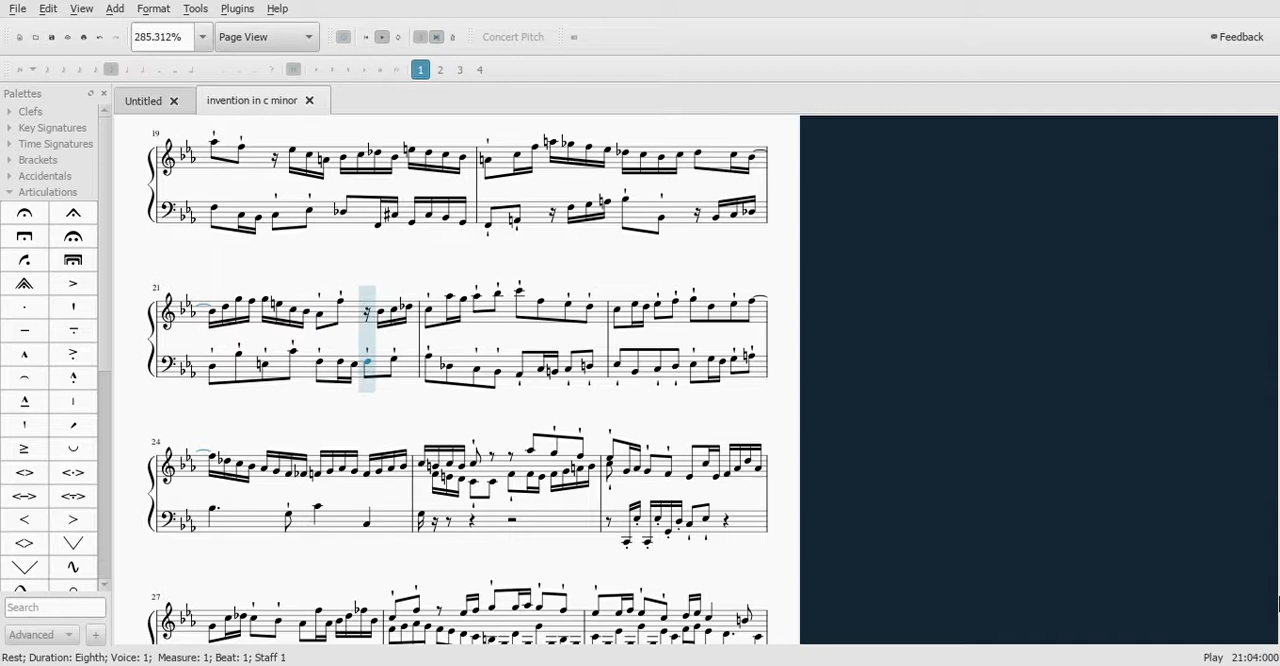 File Edit View Add Format Tools Plugins Help
285.312% Page View Concert Pitch Feedback
1 2 3 4
Palettes
Untitled invention in c minor
Clefs
Key Signatures
Time Signatures
Brackets
Accidentals
Articulations
19
21
24
27
Search
Advanced +
Rest; Duration: Eighth; Voice: 1; Measure: 1; Beat: 1; Staff 1 Play 21:04:000